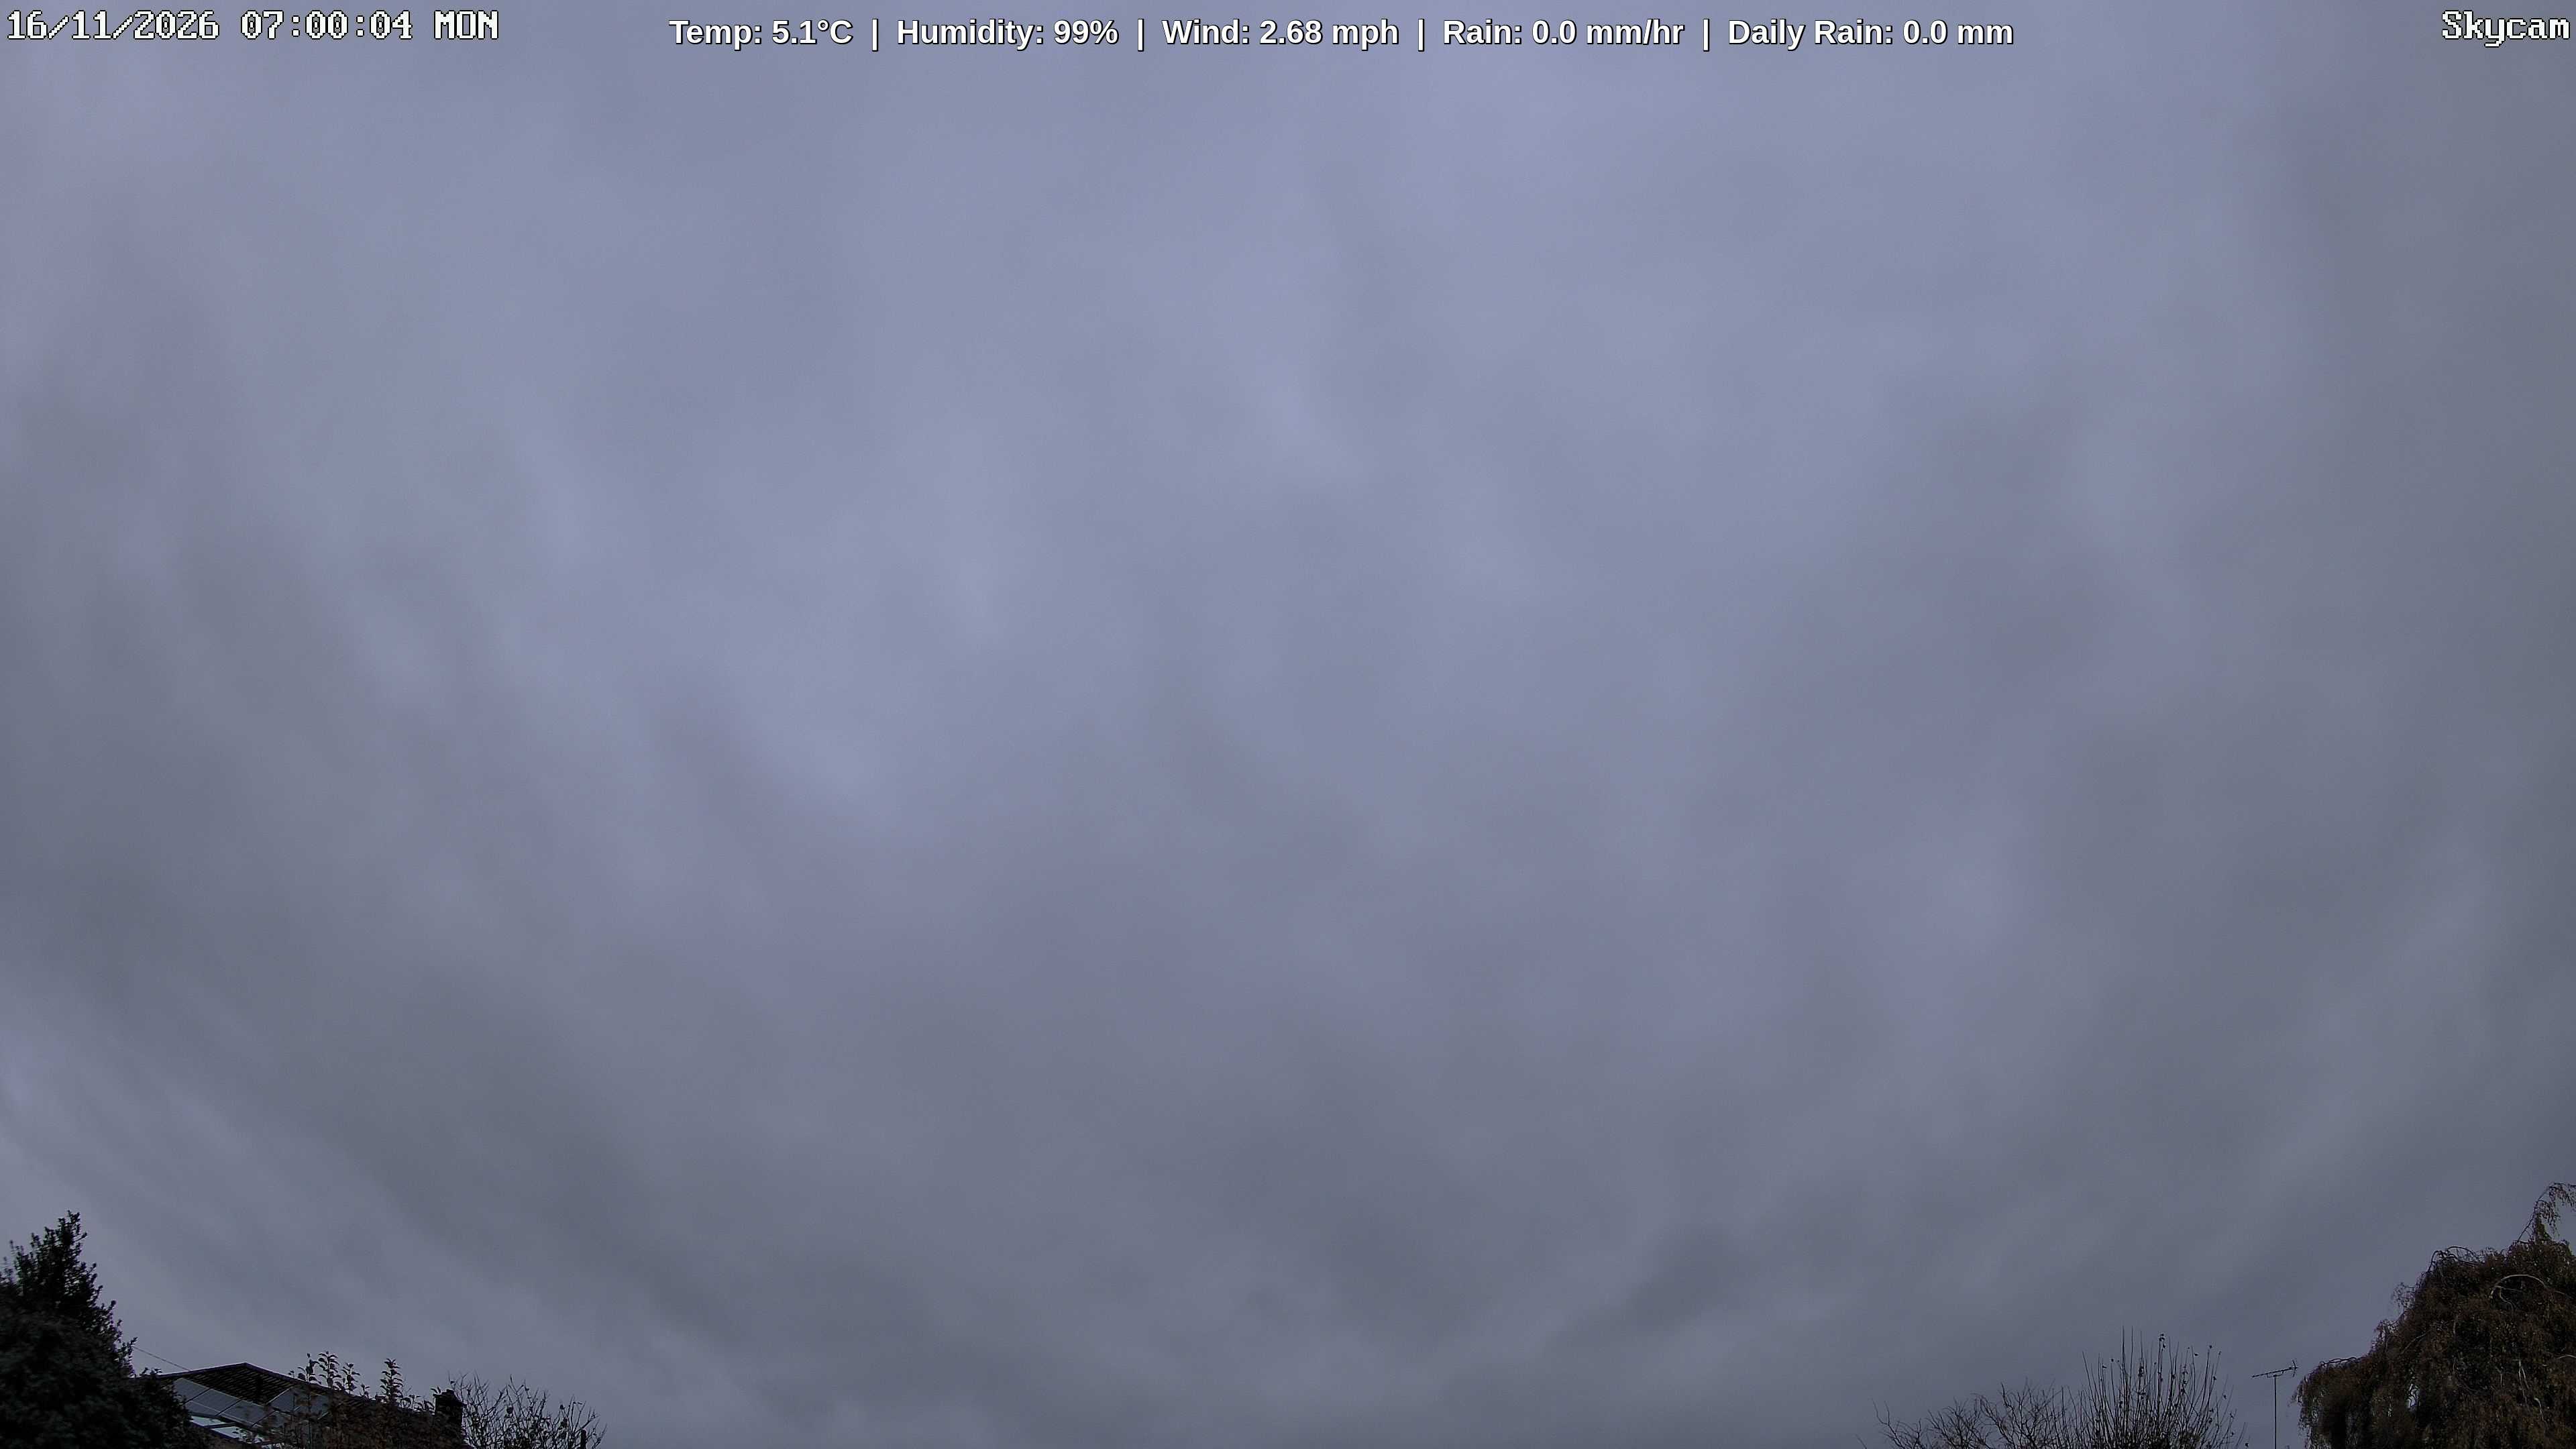 16/11/2026 07:00:04 MON
Temp: 5.1°C | Humidity: 99% | Wind: 2.68 mph | Rain: 0.0 mm/hr | Daily Rain: 0.0 mm
Skycam